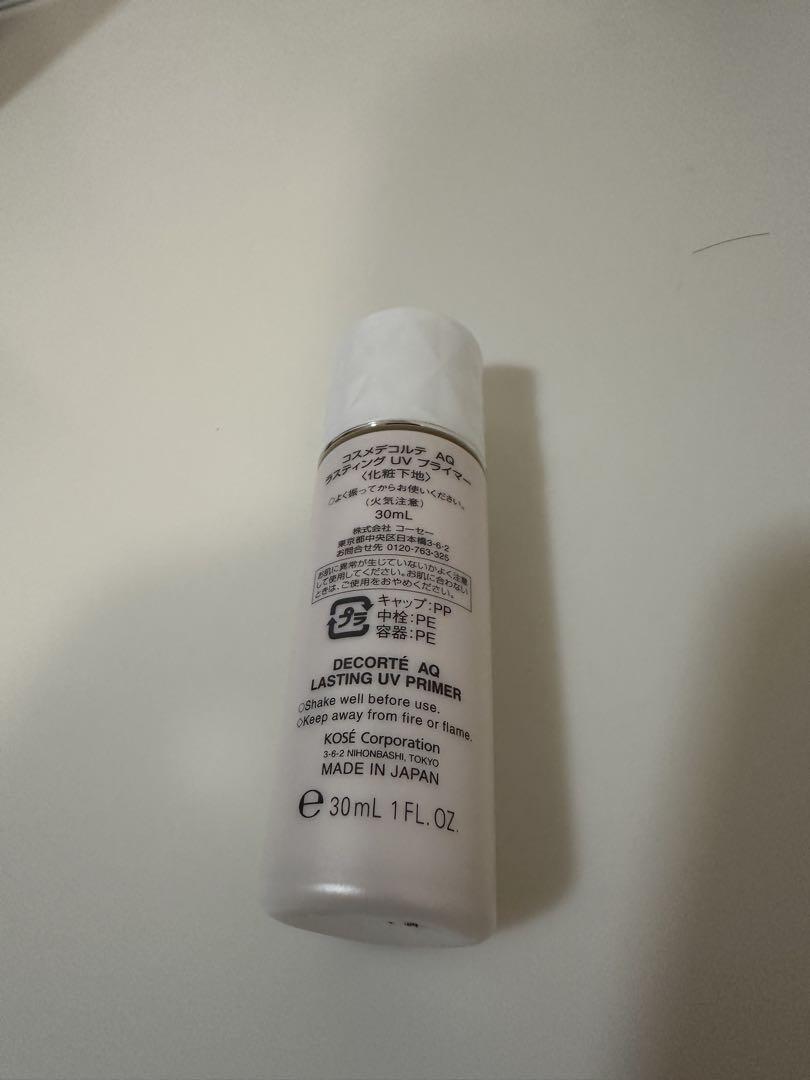 コスメデコルテ AQ
ラスティング UV プライマー
〈化粧下地〉
○よく振ってからお使いください。
（火気注意）
30mL
株式会社 コーセー
東京都中央区日本橋3-6-2
お問合せ先 0120-763-325
お肌に異常が生じていないかよく注意
して使用してください。お肌に合わない
ときは、ご使用をおやめください。
プラ
キャップ:PP
中栓:PE
容器:PE
DECORTÉ AQ
LASTING UV PRIMER
○Shake well before use.
○Keep away from fire or flame.
KOSÉ Corporation
3-6-2 NIHONBASHI, TOKYO
MADE IN JAPAN
℮ 30mL 1 FL. OZ.